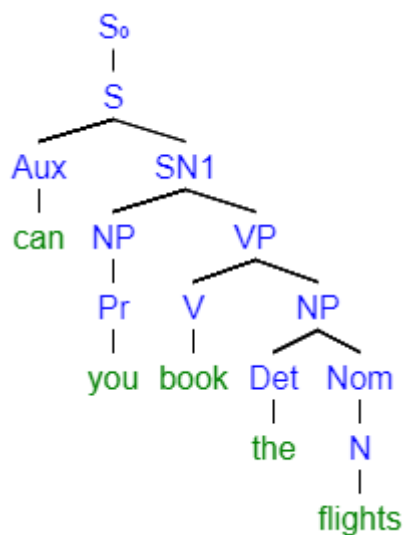 S₀
S
Aux SN1
can NP VP
Pr V NP
you book Det Nom
the N
flights